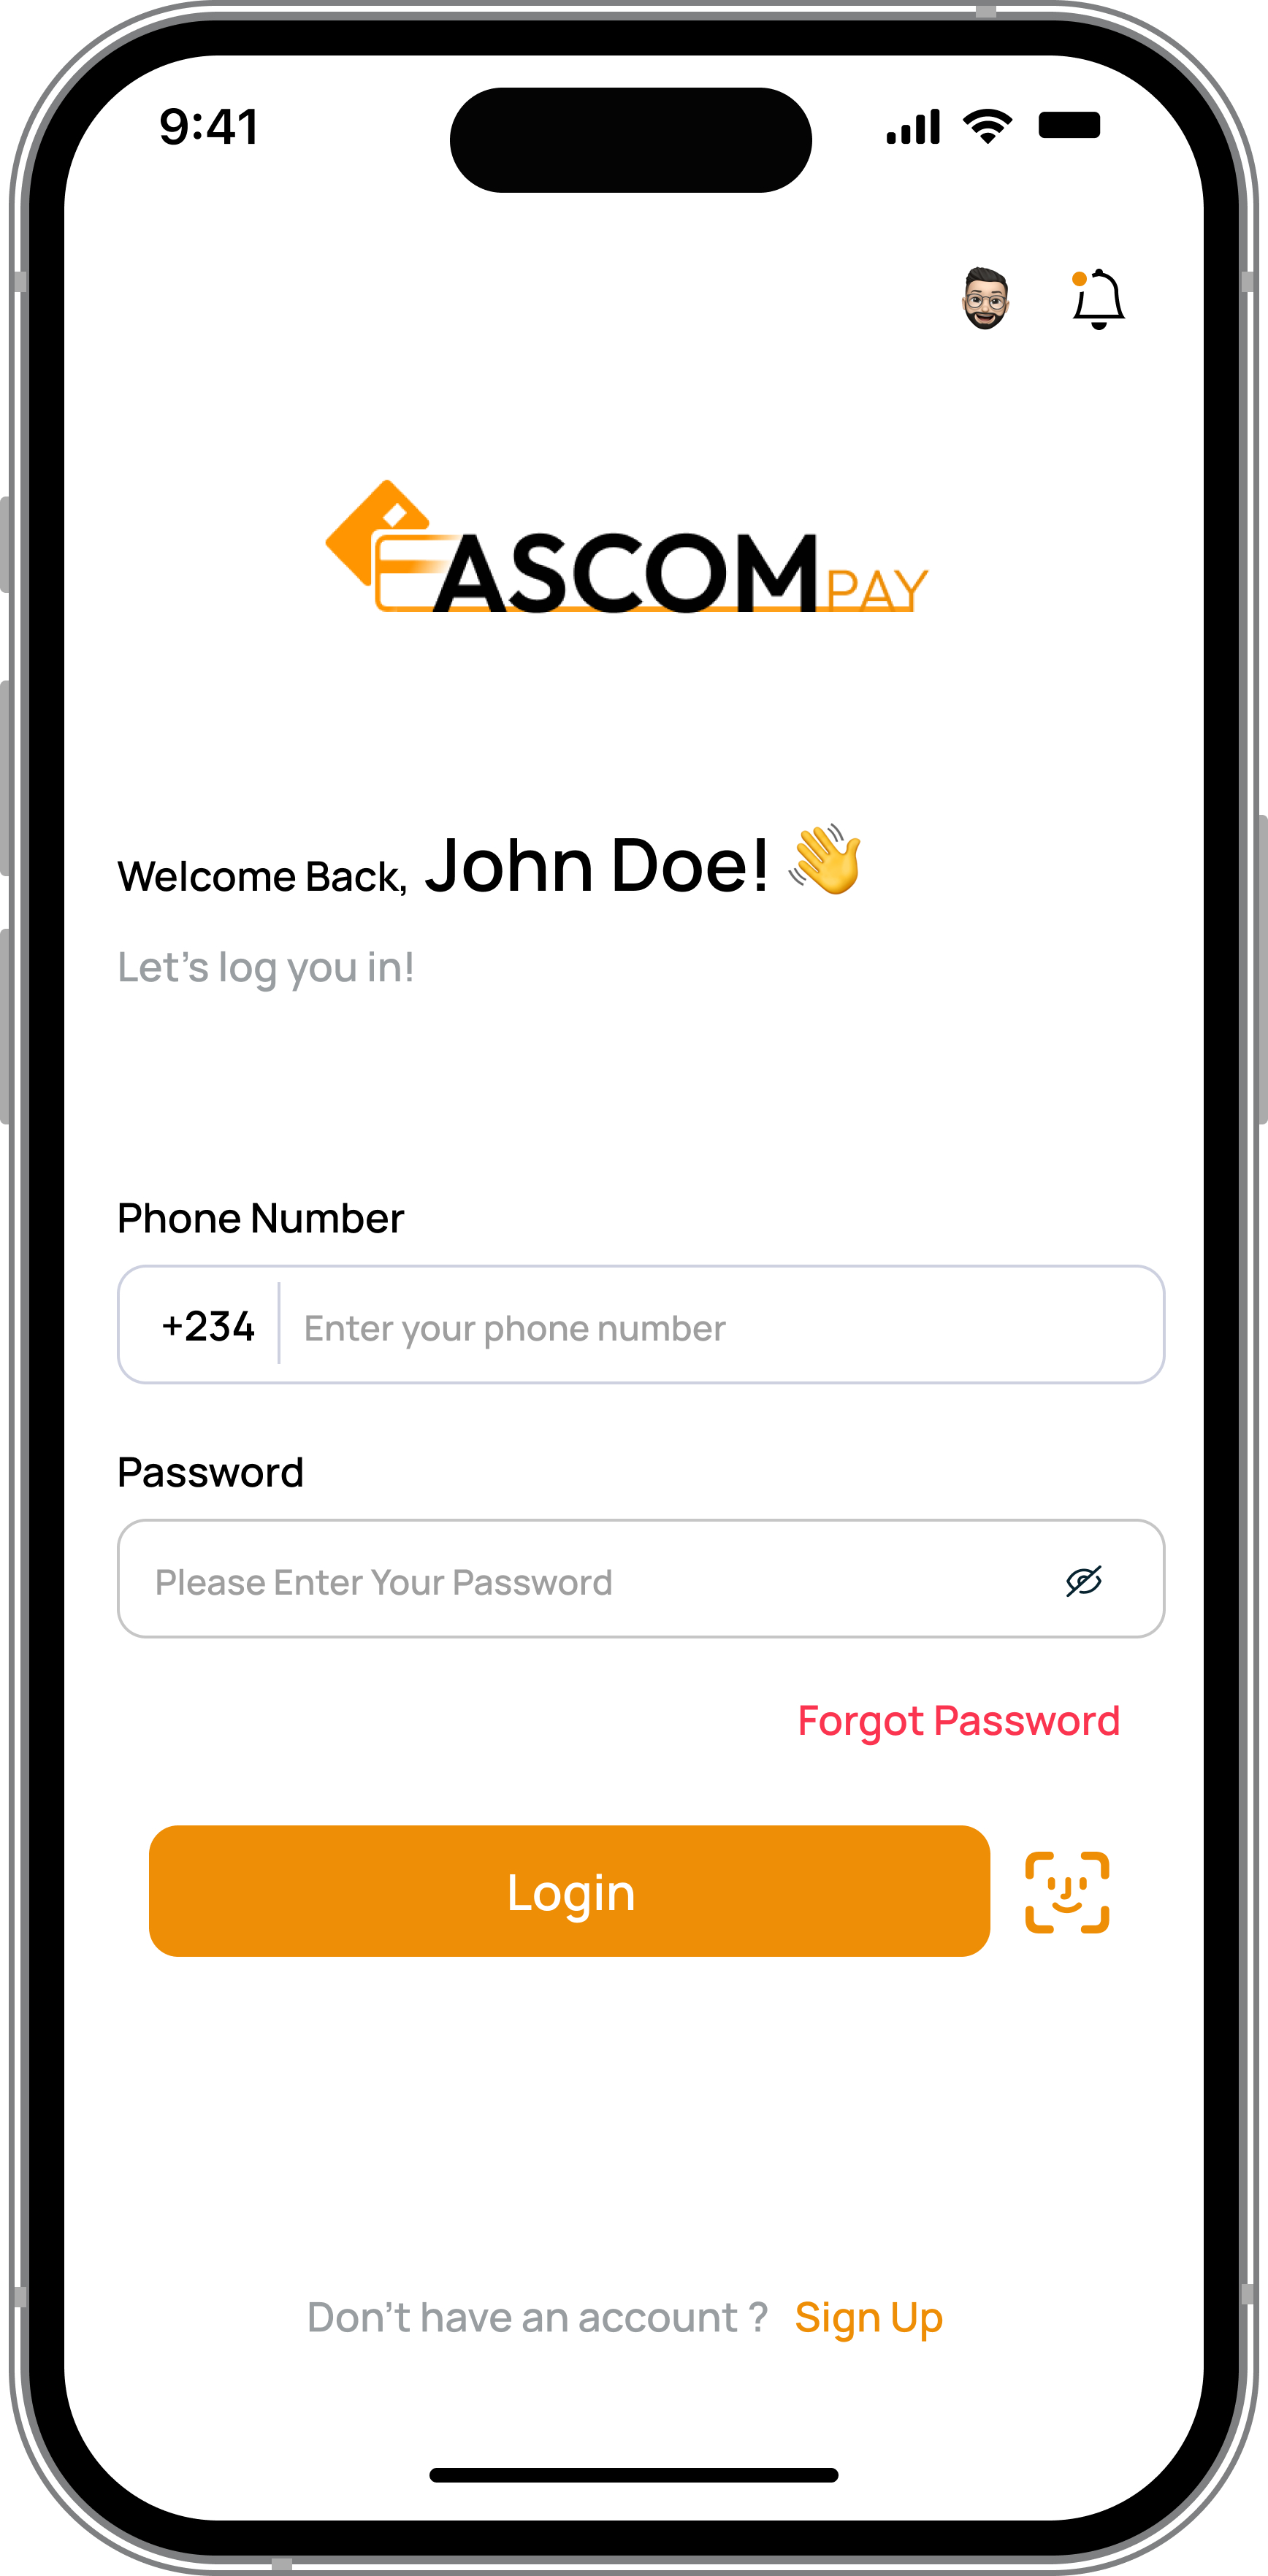 9:41
ASCOM PAY
Welcome Back, John Doe! 👋
Let's log you in!
Phone Number
+234 Enter your phone number
Password
Please Enter Your Password
Forgot Password
Login
Don't have an account ? Sign Up